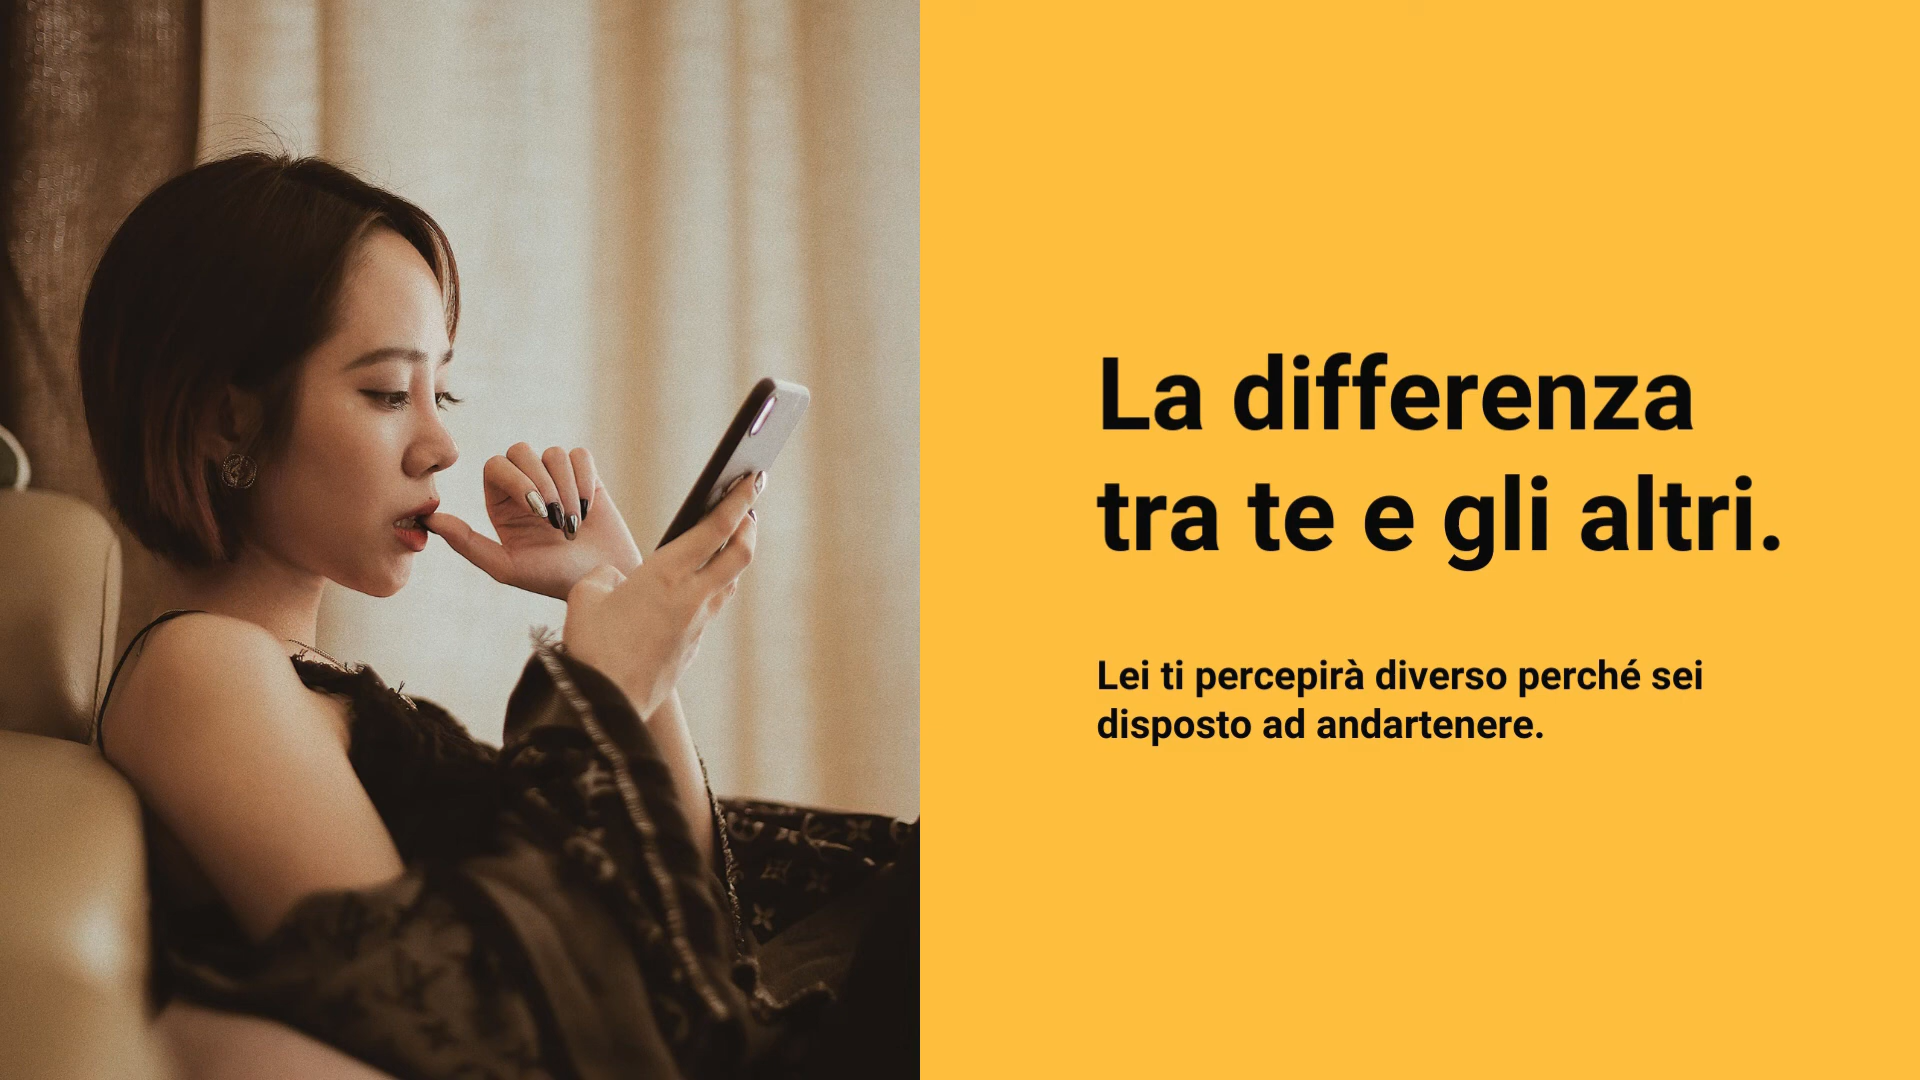 La differenza
tra te e gli altri.
Lei ti percepirà diverso perché sei
disposto ad andartenere.